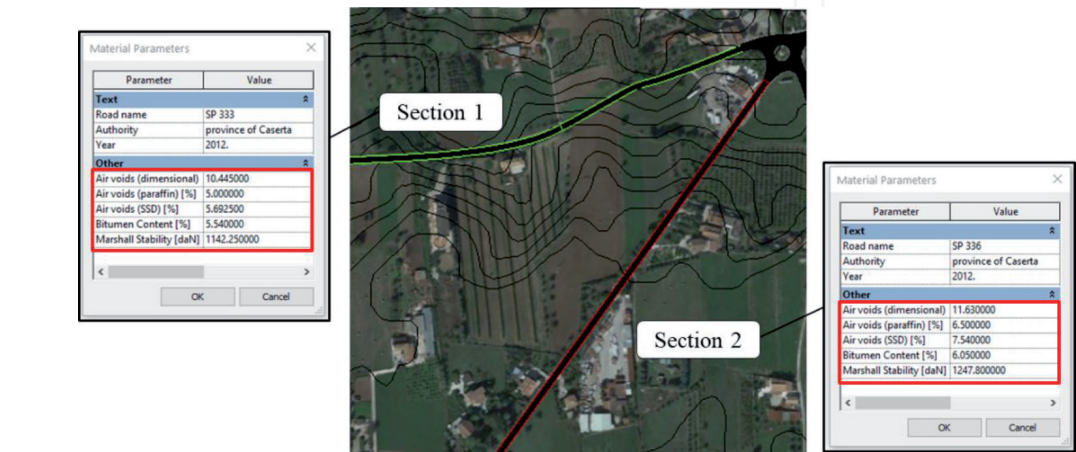 Material Parameters
Parameter Value
Text
Road name SP 333
Authority province of Caserta
Year 2012.
Other
Air voids (dimensional) 10.445000
Air voids (paraffin) [%] 5.000000
Air voids (SSD) [%] 5.692500
Bitumen Content [%] 5.540000
Marshall Stability [daN] 1142.250000
OK Cancel
Section 1
Section 2
Material Parameters
Parameter Value
Text
Road name SP 336
Authority province of Caserta
Year 2012.
Other
Air voids (dimensional) 11.630000
Air voids (paraffin) [%] 6.500000
Air voids (SSD) [%] 7.540000
Bitumen Content [%] 6.050000
Marshall Stability [daN] 1247.800000
OK Cancel